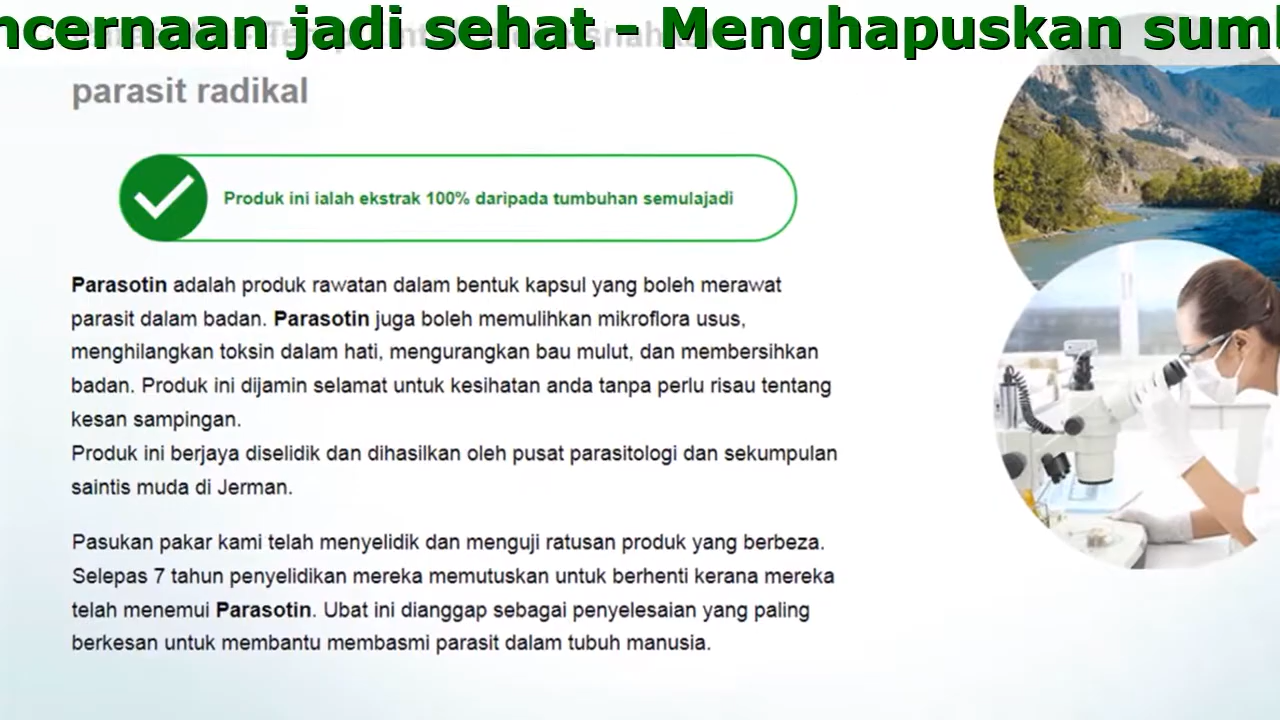 ncernaan jadi sehat - Menghapuskan sum
parasit radikal
Produk ini ialah ekstrak 100% daripada tumbuhan semulajadi
Parasotin adalah produk rawatan dalam bentuk kapsul yang boleh merawat
parasit dalam badan. Parasotin juga boleh memulihkan mikroflora usus,
menghilangkan toksin dalam hati, mengurangkan bau mulut, dan membersihkan
badan. Produk ini dijamin selamat untuk kesihatan anda tanpa perlu risau tentang
kesan sampingan.
Produk ini berjaya diselidik dan dihasilkan oleh pusat parasitologi dan sekumpulan
saintis muda di Jerman.
Pasukan pakar kami telah menyelidik dan menguji ratusan produk yang berbeza.
Selepas 7 tahun penyelidikan mereka memutuskan untuk berhenti kerana mereka
telah menemui Parasotin. Ubat ini dianggap sebagai penyelesaian yang paling
berkesan untuk membantu membasmi parasit dalam tubuh manusia.